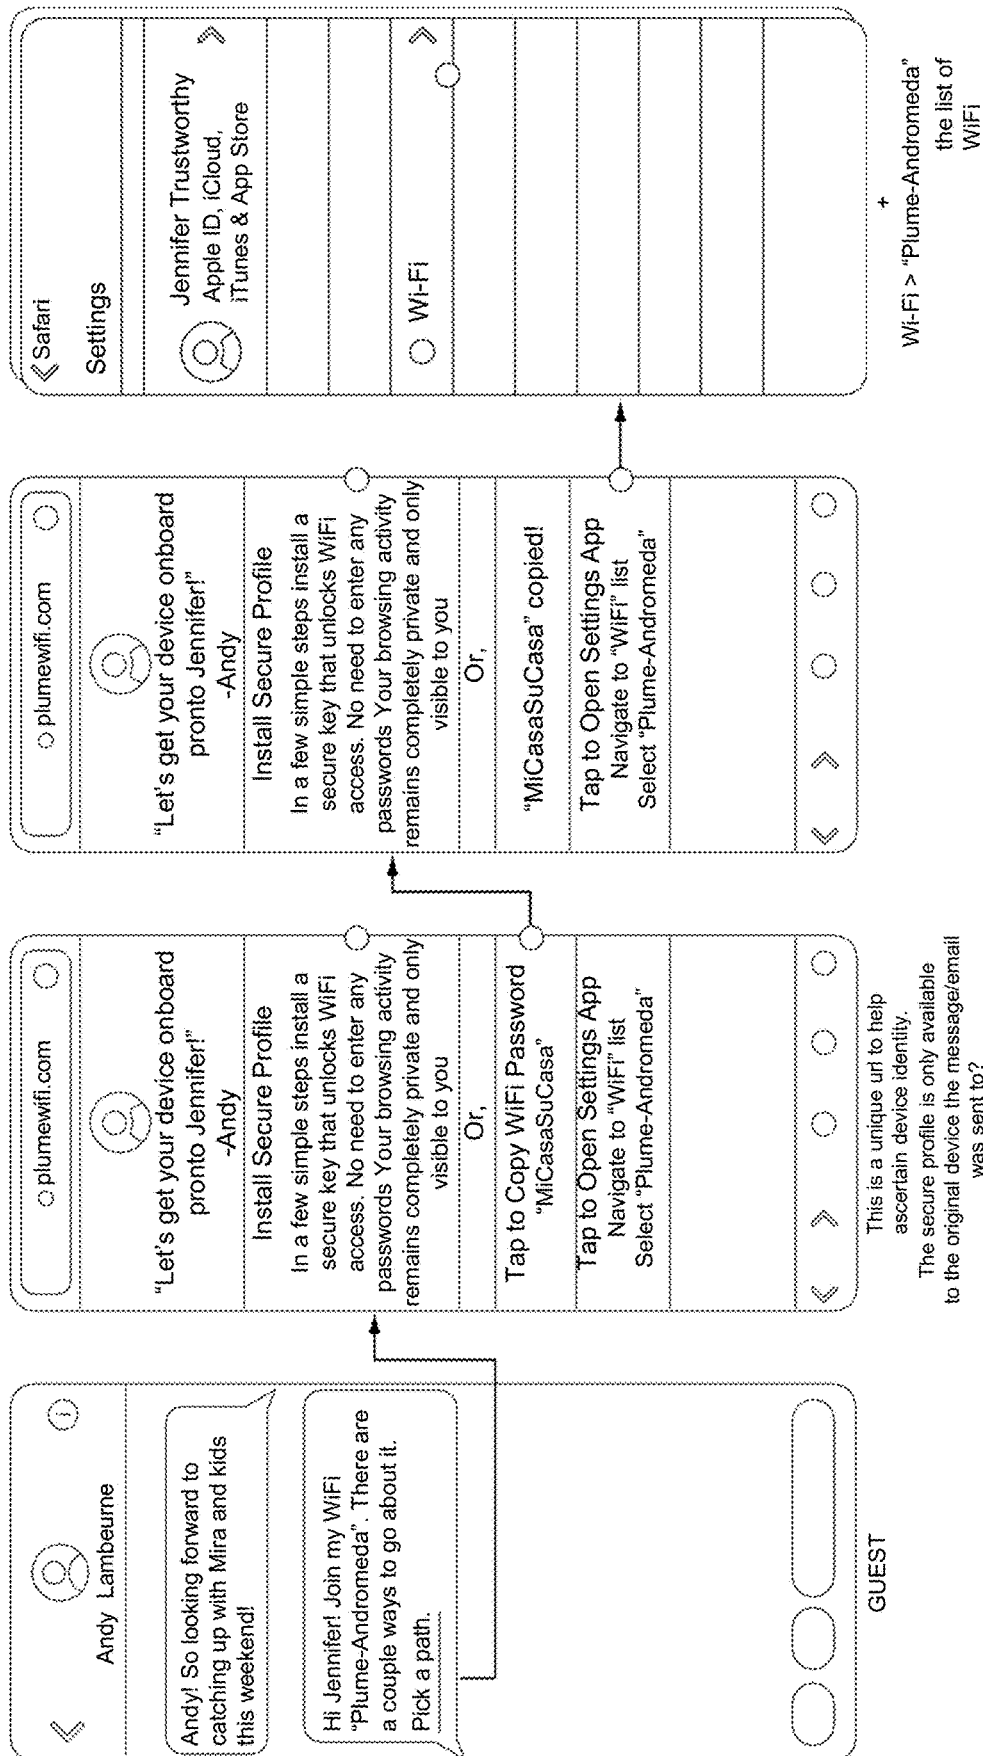 Andy Lambeurne
Andy! So looking forward to
catching up with Mira and kids
this weekend!
Hi Jennifer! Join my WiFi
"Plume-Andromeda". There are
a couple ways to go about it.
Pick a path.
GUEST
plumewifi.com
"Let's get your device onboard
pronto Jennifer!"
-Andy
Install Secure Profile
In a few simple steps install a
secure key that unlocks WiFi
access. No need to enter any
passwords Your browsing activity
remains completely private and only
visible to you
Or,
Tap to Copy WiFi Password
"MiCasaSuCasa"
Tap to Open Settings App
Navigate to "WiFi" list
Select "Plume-Andromeda"
This is a unique url to help
ascertain device identity.
The secure profile is only available
to the original device the message/email
was sent to?
plumewifi.com
"Let's get your device onboard
pronto Jennifer!"
-Andy
Install Secure Profile
In a few simple steps install a
secure key that unlocks WiFi
access. No need to enter any
passwords Your browsing activity
remains completely private and only
visible to you
Or,
"MiCasaSuCasa" copied!
Tap to Open Settings App
Navigate to "WiFi" list
Select "Plume-Andromeda"
Safari
Settings
Jennifer Trustworthy
Apple ID, iCloud,
iTunes & App Store
Wi-Fi
+
Wi-Fi > "Plume-Andromeda"
the list of
WiFi